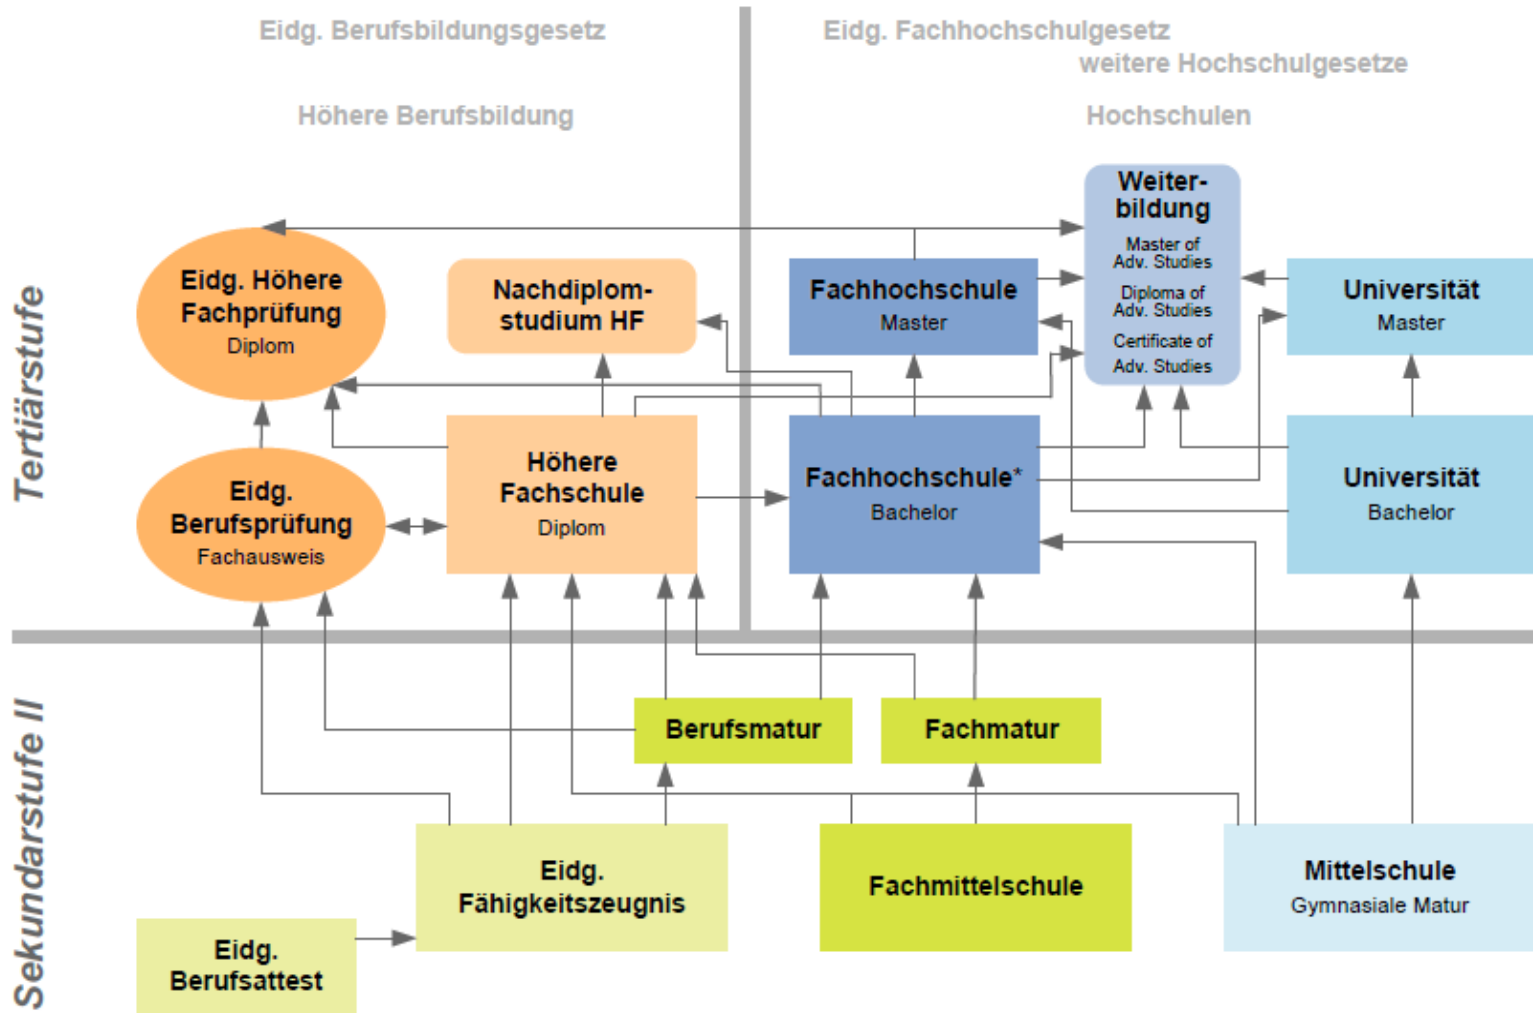 Eidg. Berufsbildungsgesetz
Eidg. Fachhochschulgesetz
weitere Hochschulgesetze
Höhere Berufsbildung
Hochschulen
Tertiärstufe
Weiter-
bildung
Master of
Adv. Studies
Diploma of
Adv. Studies
Certificate of
Adv. Studies
Eidg. Höhere
Fachprüfung
Diplom
Nachdiplom-
studium HF
Fachhochschule
Master
Universität
Master
Eidg.
Berufsprüfung
Fachausweis
Höhere
Fachschule
Diplom
Fachhochschule*
Bachelor
Universität
Bachelor
Sekundarstufe II
Berufsmatur
Fachmatur
Eidg.
Fähigkeitszeugnis
Fachmittelschule
Mittelschule
Gymnasiale Matur
Eidg.
Berufsattest